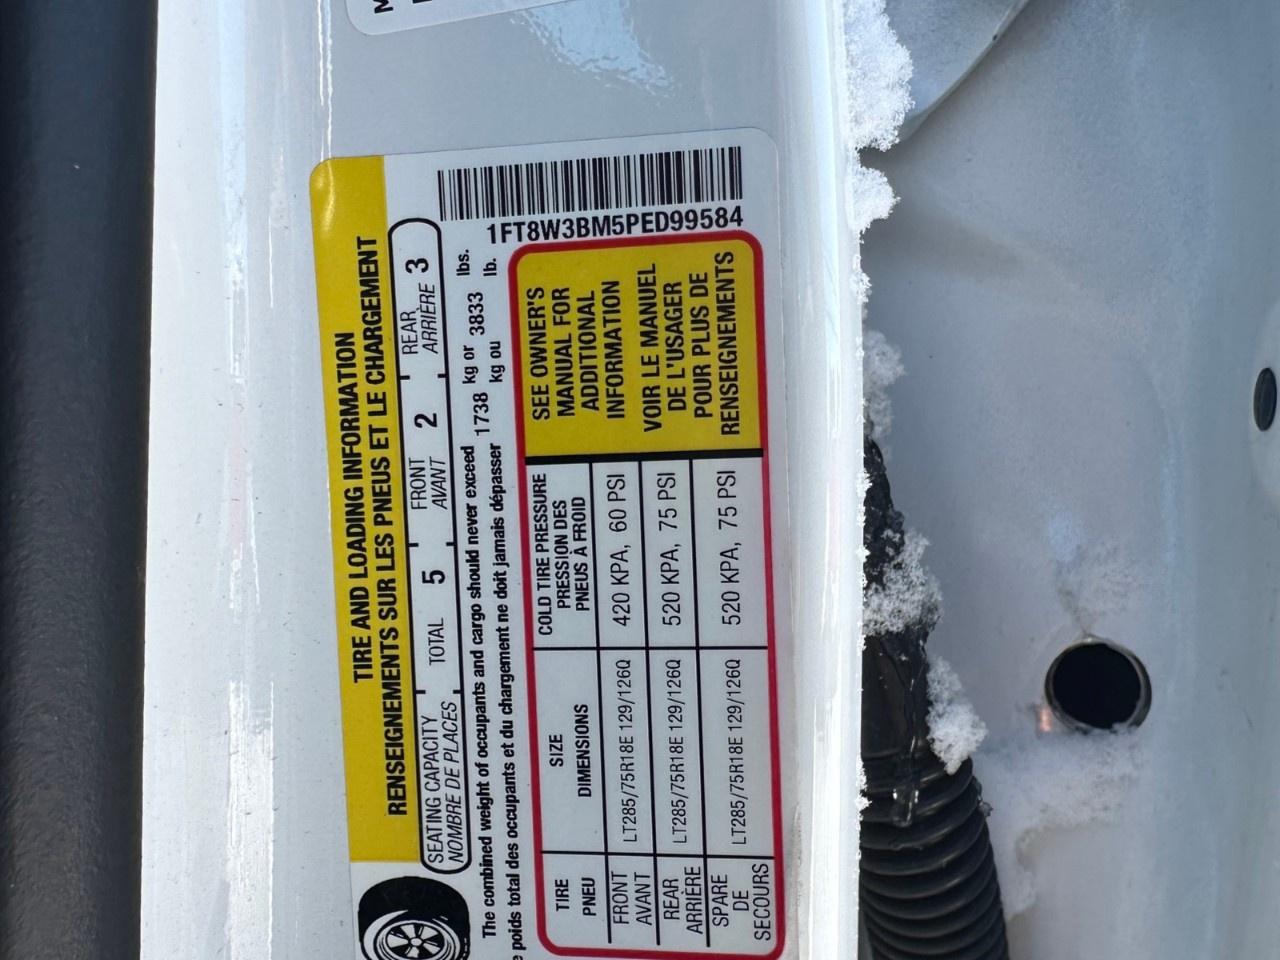 TIRE AND LOADING INFORMATION
RENSEIGNEMENTS SUR LES PNEUS ET LE CHARGEMENT
SEATING CAPACITY TOTAL 5 FRONT 2 REAR 3
NOMBRE DE PLACES AVANT ARRIÈRE
The combined weight of occupants and cargo should never exceed 1738 kg or 3833 lbs.
poids total des occupants et du chargement ne doit jamais dépasser kg ou lb.
1FT8W3BM5PED99584
TIRE SIZE COLD TIRE PRESSURE
PNEU DIMENSIONS PRESSION DES
PNEUS À FROID
FRONT LT285/75R18E 129/126Q 420 KPA, 60 PSI
AVANT
REAR LT285/75R18E 129/126Q 520 KPA, 75 PSI
ARRIÈRE
SPARE LT285/75R18E 129/126Q 520 KPA, 75 PSI
DE
SECOURS
SEE OWNER'S
MANUAL FOR
ADDITIONAL
INFORMATION
VOIR LE MANUEL
DE L'USAGER
POUR PLUS DE
RENSEIGNEMENTS